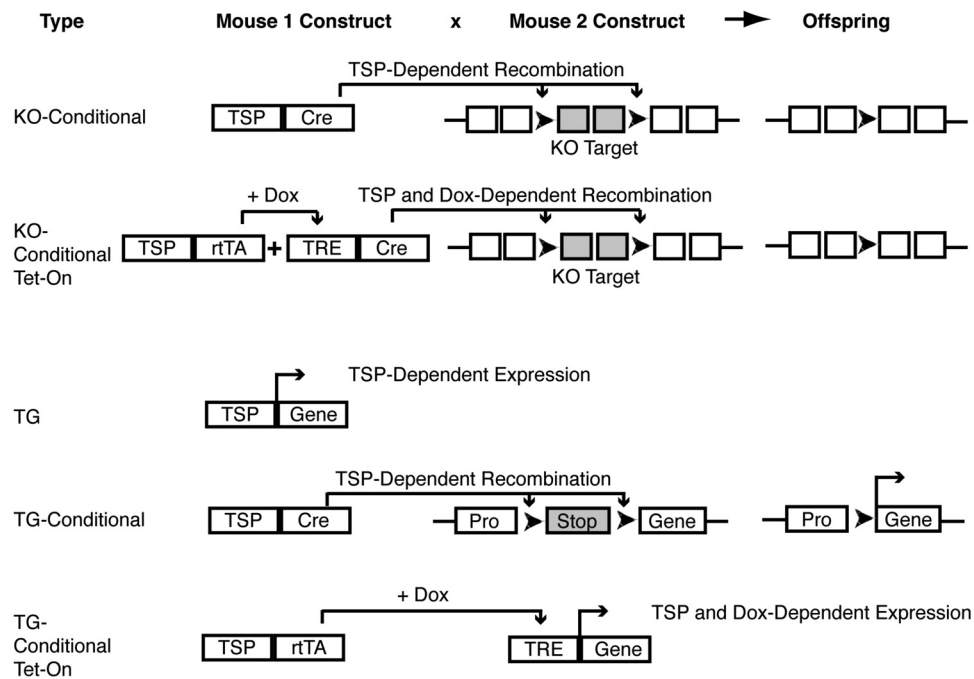 Type Mouse 1 Construct x Mouse 2 Construct Offspring
TSP-Dependent Recombination
KO-Conditional TSP Cre
KO Target
+ Dox TSP and Dox-Dependent Recombination
KO-
Conditional
Tet-On
TSP rtTA + TRE Cre
KO Target
TSP-Dependent Expression
TG TSP Gene
TSP-Dependent Recombination
TG-Conditional TSP Cre Pro Stop Gene Pro Gene
+ Dox TSP and Dox-Dependent Expression
TG-
Conditional
Tet-On
TSP rtTA TRE Gene